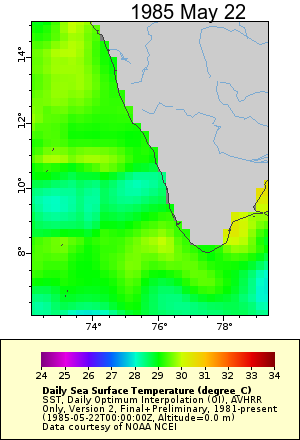 1985 May 22
14°
12°
10°
8°
74° 76° 78°
24 25 26 27 28 29 30 31 32 33 34
Daily Sea Surface Temperature (degree_C)
SST, Daily Optimum Interpolation (OI), AVHRR
Only, Version 2, Final+Preliminary, 1981-present
(1985-05-22T00:00:00Z, Altitude=0.0 m)
Data courtesy of NOAA NCEI